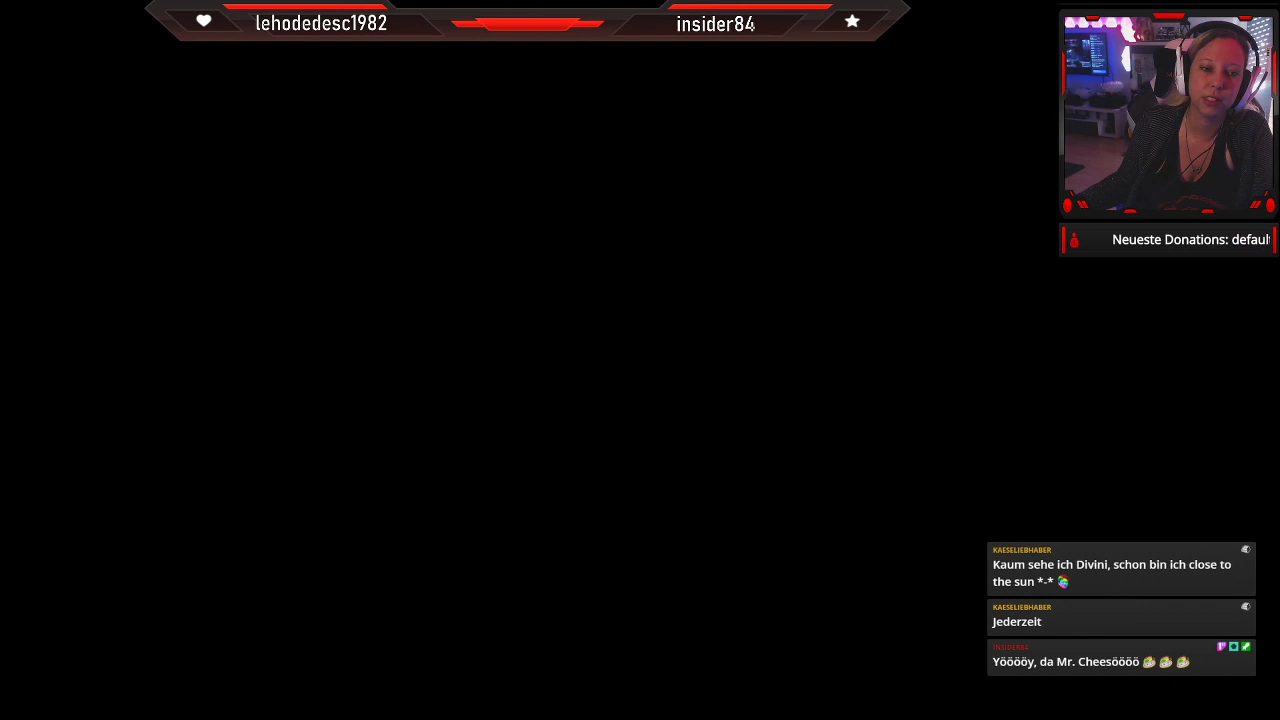 lehodedesc1982
insider84
Neueste Donations: defaul
KAESELIEBHABER
Kaum sehe ich Divini, schon bin ich close to
the sun *-*
KAESELIEBHABER
Jederzeit
INSIDER84
Yööööy, da Mr. Cheesöööö